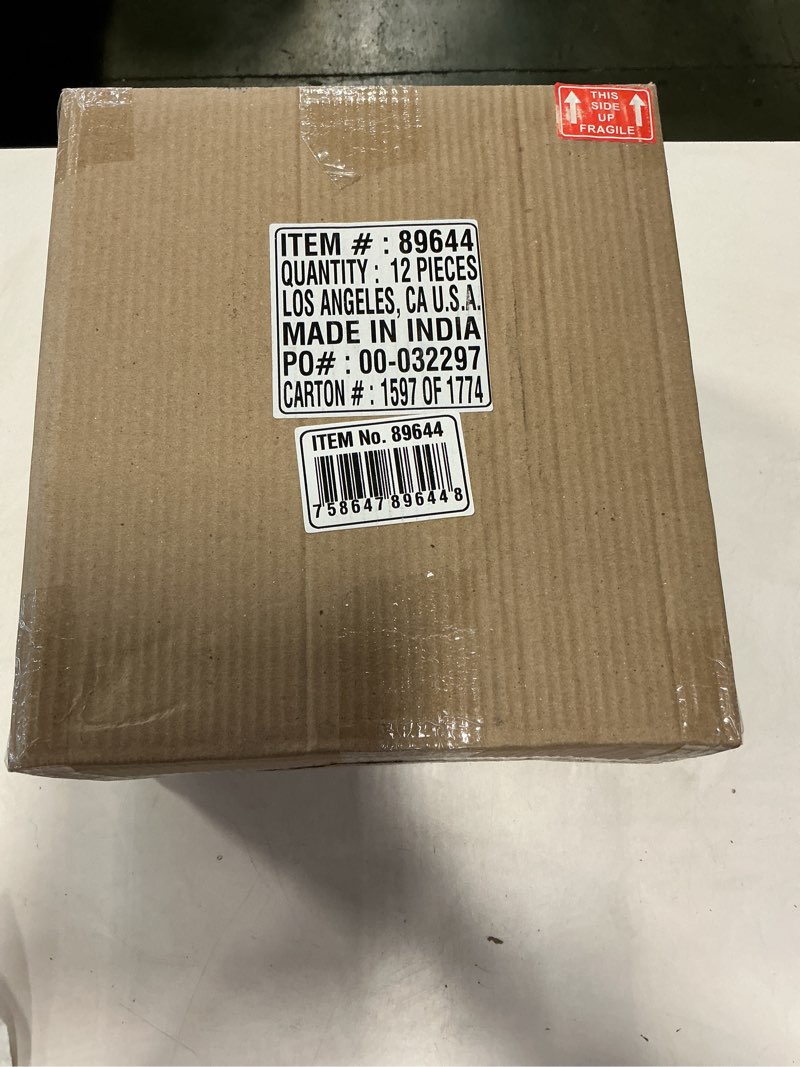 THIS
SIDE
UP
FRAGILE
ITEM # : 89644
QUANTITY : 12 PIECES
LOS ANGELES, CA U.S.A.
MADE IN INDIA
PO# : 00-032297
CARTON # : 1597 OF 1774
ITEM No. 89644
7 58647 89644 8